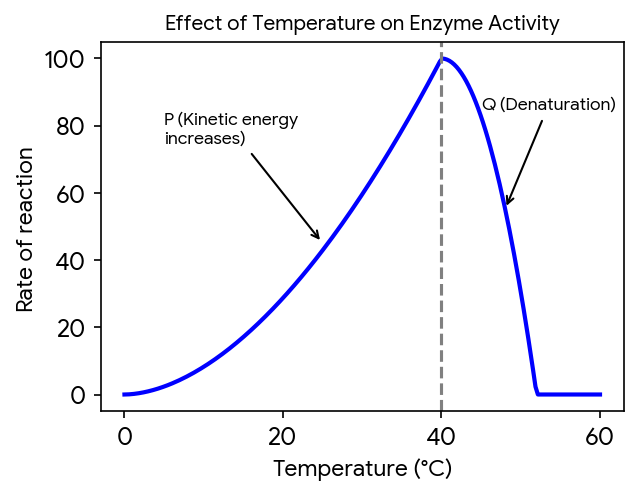 Effect of Temperature on Enzyme Activity
100
80
60
40
20
0
Rate of reaction
P (Kinetic energy
increases)
Q (Denaturation)
0
20
40
60
Temperature (°C)